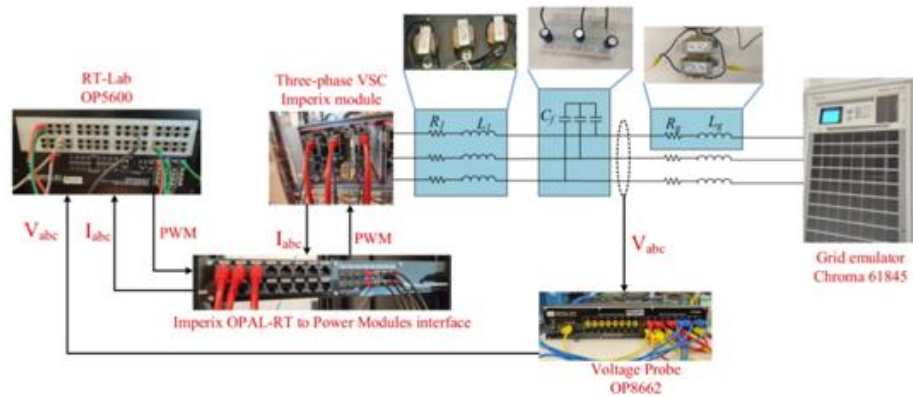 RT-Lab
OP5600
Three-phase VSC
Imperix module
R1 L1
Cf
Rg Lg
Vabc
Iabc
PWM
Iabc
PWM
Vabc
Grid emulator
Chroma 61845
Imperix OPAL-RT to Power Modules interface
Voltage Probe
OP8662